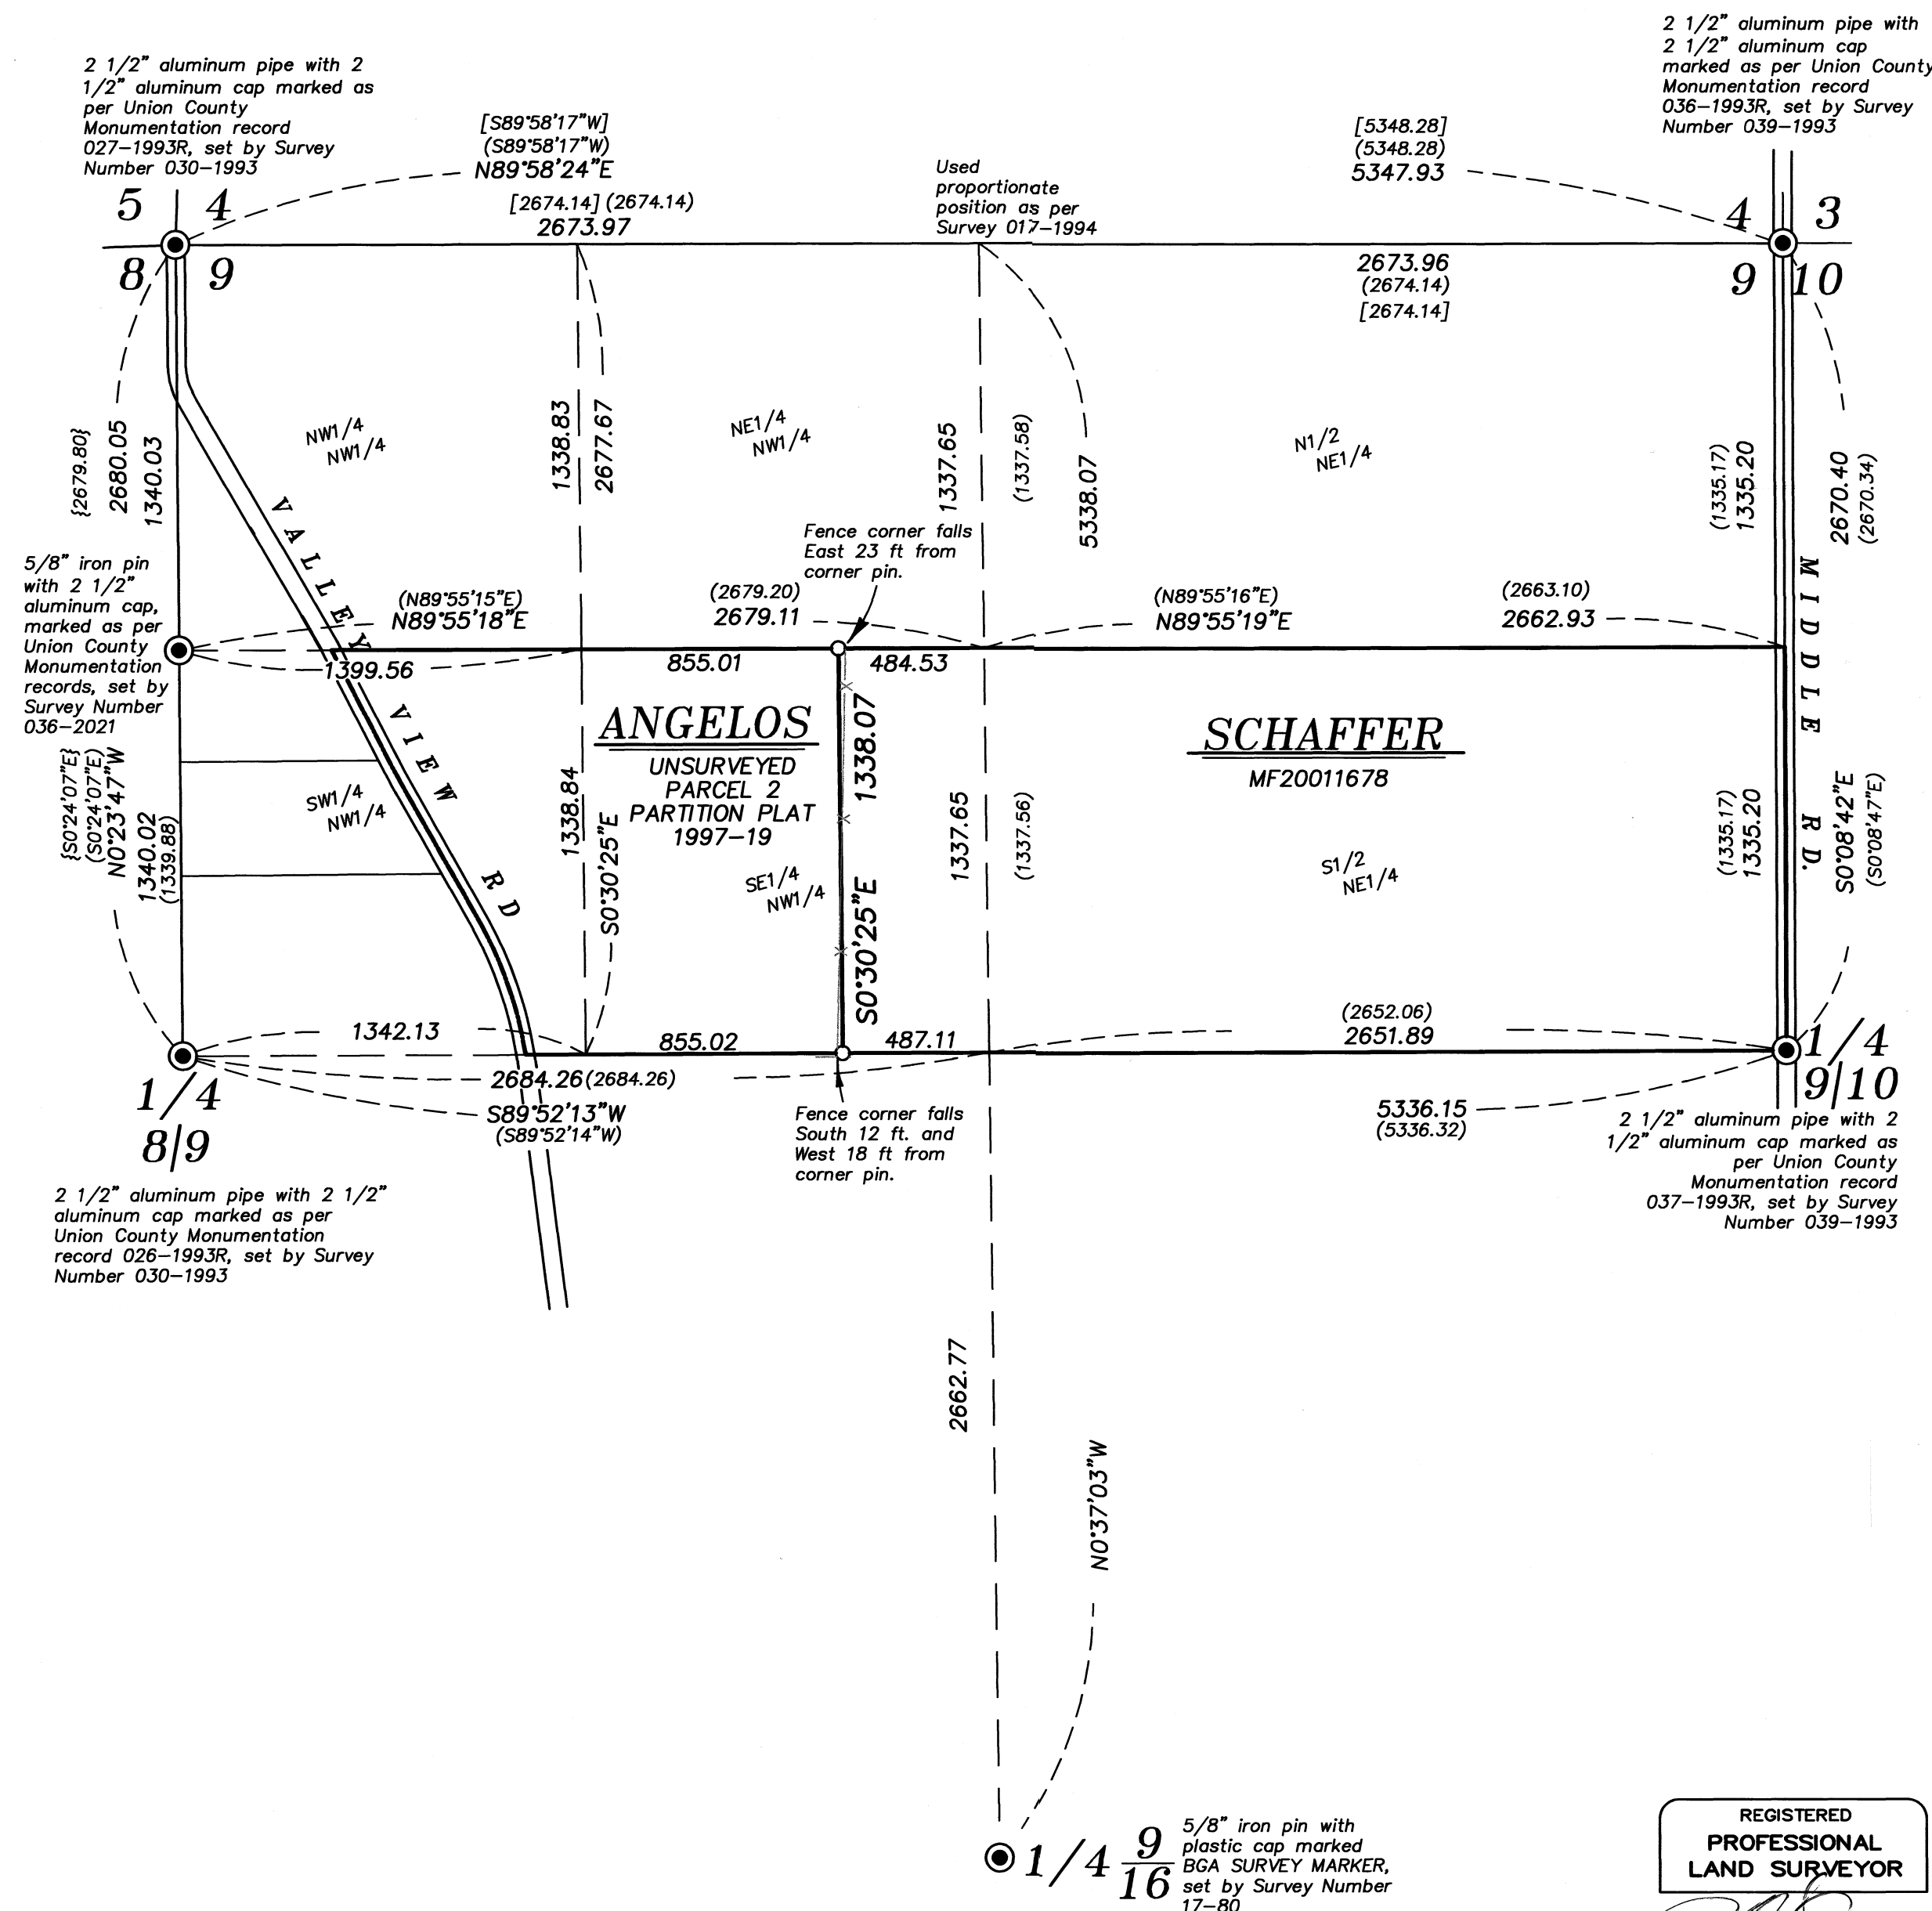 2 1/2" aluminum pipe with 2
1/2" aluminum cap marked as
per Union County
Monumentation record
027-1993R, set by Survey
Number 030-1993
[S89°58'17"W]
(S89°58'17"W)
N89°58'24"E
[2674.14] (2674.14)
2673.97
Used
proportionate
position as per
Survey 017-1994
[5348.28]
(5348.28)
5347.93
2 1/2" aluminum pipe with
2 1/2" aluminum cap
marked as per Union County
Monumentation record
036-1993R, set by Survey
Number 039-1993
5 4
8 9
4 3
9 10
2673.96
(2674.14)
[2674.14]
{2679.80}
2680.05
1340.03
NW1/4
NW1/4
1338.83
2677.67
NE1/4
NW1/4
1337.65
(1337.58)
5338.07
N1/2
NE1/4
(1335.17)
1335.20
2670.40
(2670.34)
VALLEY VIEW RD
MIDDLE RD.
Fence corner falls
East 23 ft from
corner pin.
5/8" iron pin
with 2 1/2"
aluminum cap,
marked as per
Union County
Monumentation
records, set by
Survey Number
036-2021
(N89°55'15"E)
N89°55'18"E
(2679.20)
2679.11
(N89°55'16"E)
N89°55'19"E
(2663.10)
2662.93
1399.56
855.01
484.53
ANGELOS
UNSURVEYED
PARCEL 2
PARTITION PLAT
1997-19
SCHAFFER
MF20011678
{S0°24'07"E}
(S0°24'07"E)
N0°23'47"W
1340.02
(1339.88)
SW1/4
NW1/4
1338.84
S0°30'25"E
SE1/4
NW1/4
1338.07
S0°30'25"E
1337.65
(1337.56)
S1/2
NE1/4
(1335.17)
1335.20
S0°08'42"E
(S0°08'47"E)
1342.13
855.02
487.11
(2652.06)
2651.89
2684.26(2684.26)
S89°52'13"W
(S89°52'14"W)
5336.15
(5336.32)
1/4
8|9
1/4
9|10
Fence corner falls
South 12 ft. and
West 18 ft from
corner pin.
2 1/2" aluminum pipe with 2
1/2" aluminum cap marked as
per Union County
Monumentation record
037-1993R, set by Survey
Number 039-1993
2 1/2" aluminum pipe with 2 1/2"
aluminum cap marked as per
Union County Monumentation
record 026-1993R, set by Survey
Number 030-1993
2662.77
N0°37'03"W
1/4 9
16
5/8" iron pin with
plastic cap marked
BGA SURVEY MARKER,
set by Survey Number
17-80
REGISTERED
PROFESSIONAL
LAND SURVEYOR